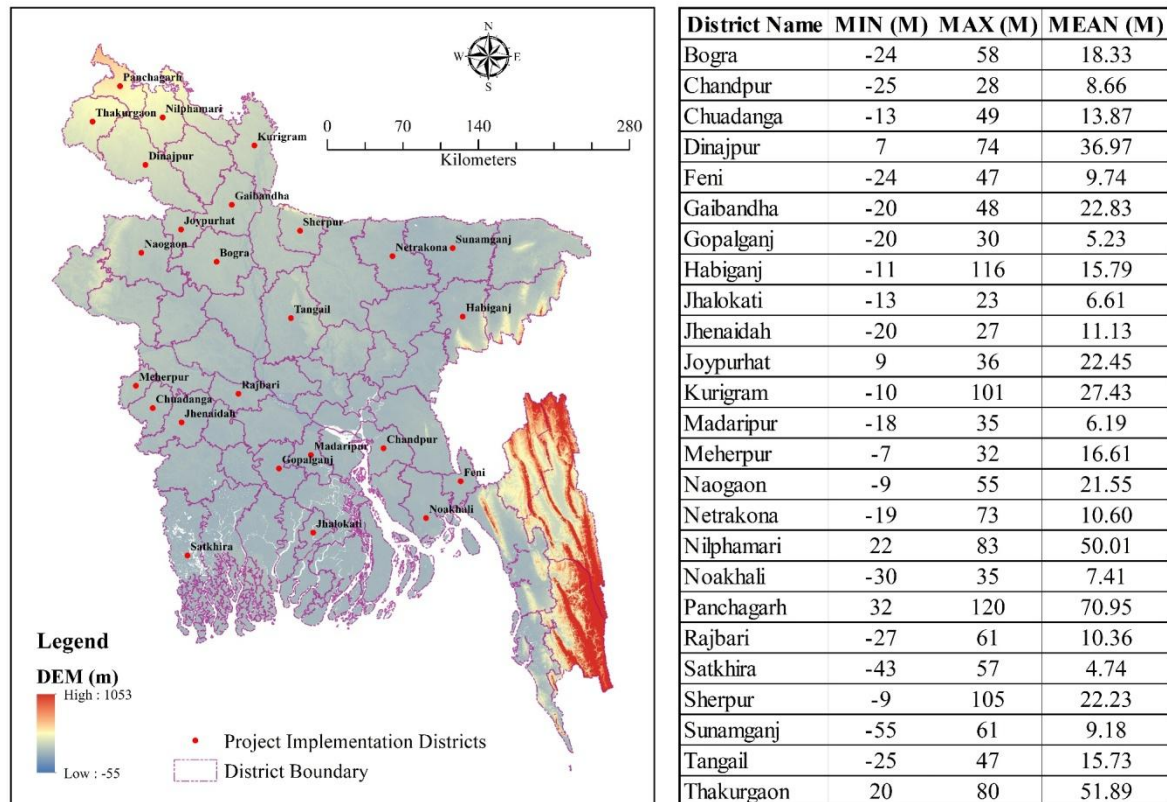 N
W E
S
0 70 140 280
Kilometers
Panchagarh
Thakurgaon
Nilphamari
Kurigram
Dinajpur
Gaibandha
Joypurhat
Sherpur
Naogaon
Bogra
Netrakona
Sunamganj
Tangail
Habiganj
Meherpur
Rajbari
Chuadanga
Jhenaidah
Chandpur
Madaripur
Gopalganj
Feni
Noakhali
Jhalokati
Satkhira
Legend
DEM (m)
High : 1053
Low : -55
Project Implementation Districts
District Boundary
District Name MIN (M) MAX (M) MEAN (M)
Bogra -24 58 18.33
Chandpur -25 28 8.66
Chuadanga -13 49 13.87
Dinajpur 7 74 36.97
Feni -24 47 9.74
Gaibandha -20 48 22.83
Gopalganj -20 30 5.23
Habiganj -11 116 15.79
Jhalokati -13 23 6.61
Jhenaidah -20 27 11.13
Joypurhat 9 36 22.45
Kurigram -10 101 27.43
Madaripur -18 35 6.19
Meherpur -7 32 16.61
Naogaon -9 55 21.55
Netrakona -19 73 10.60
Nilphamari 22 83 50.01
Noakhali -30 35 7.41
Panchagarh 32 120 70.95
Rajbari -27 61 10.36
Satkhira -43 57 4.74
Sherpur -9 105 22.23
Sunamganj -55 61 9.18
Tangail -25 47 15.73
Thakurgaon 20 80 51.89